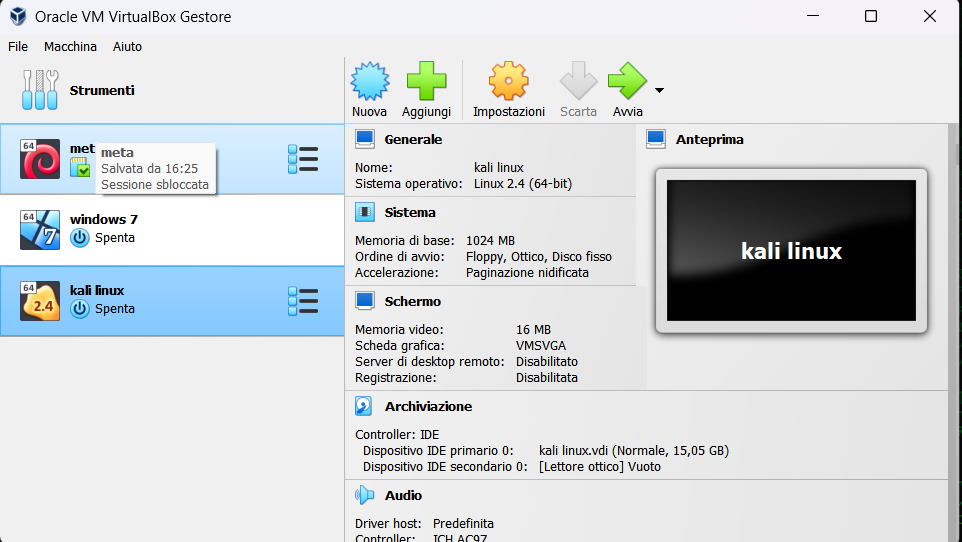 Oracle VM VirtualBox Gestore
File Macchina Aiuto
Strumenti
Nuova Aggiungi Impostazioni Scarta Avvia
64
met
meta
Salvata da 16:25
Sessione sbloccata
64
7
windows 7
Spenta
64
2.4
kali linux
Spenta
Generale
Nome: kali linux
Sistema operativo: Linux 2.4 (64-bit)
Sistema
Memoria di base: 1024 MB
Ordine di avvio: Floppy, Ottico, Disco fisso
Accelerazione: Paginazione nidificata
Schermo
Memoria video: 16 MB
Scheda grafica: VMSVGA
Server di desktop remoto: Disabilitato
Registrazione: Disabilitata
Anteprima
kali linux
Archiviazione
Controller: IDE
Dispositivo IDE primario 0: kali linux.vdi (Normale, 15,05 GB)
Dispositivo IDE secondario 0: [Lettore ottico] Vuoto
Audio
Driver host: Predefinita
Controller: ICH AC97